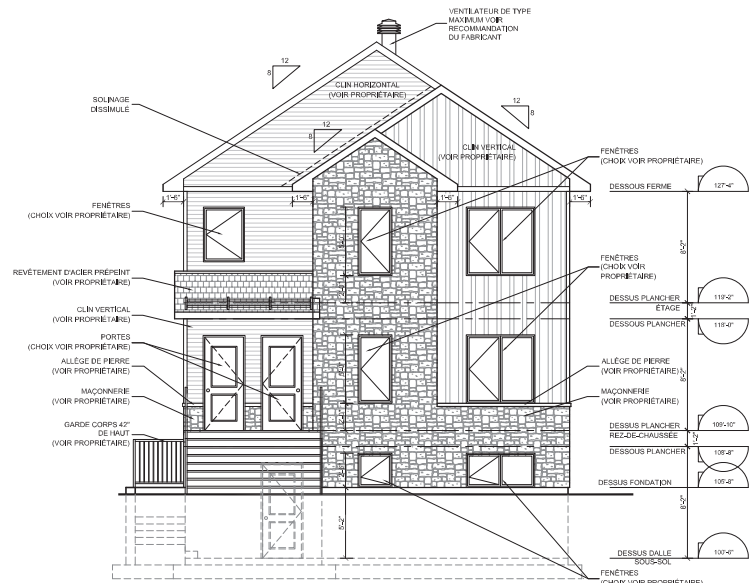 VENTILATEUR DE TYPE
MAXIMUM VOIR
RECOMMANDATION
DU FABRICANT
12
8
CLIN HORIZONTAL
(VOIR PROPRIÉTAIRE)
SOLINAGE
DISSIMULÉ
12
8
12
8
CLIN VERTICAL
(VOIR PROPRIÉTAIRE)
FENÊTRES
(CHOIX VOIR PROPRIÉTAIRE)
DESSOUS FERME
127'-4"
1'-6"
1'-6"
1'-6"
1'-6"
FENÊTRES
(CHOIX VOIR PROPRIÉTAIRE)
8'-2"
FENÊTRES
(CHOIX VOIR
PROPRIÉTAIRE)
REVÊTEMENT D'ACIER PRÉPEINT
(VOIR PROPRIÉTAIRE)
DESSUS PLANCHER
119'-2"
ÉTAGE
1'-2"
CLIN VERTICAL
(VOIR PROPRIÉTAIRE)
DESSOUS PLANCHER
118'-0"
PORTES
(CHOIX VOIR PROPRIÉTAIRE)
ALLÈGE DE PIERRE
(VOIR PROPRIÉTAIRE)
ALLÈGE DE PIERRE
(VOIR PROPRIÉTAIRE)
8'-2"
MAÇONNERIE
(VOIR PROPRIÉTAIRE)
MAÇONNERIE
(VOIR PROPRIÉTAIRE)
GARDE CORPS 42"
DE HAUT
(VOIR PROPRIÉTAIRE)
DESSUS PLANCHER
109'-10"
REZ-DE-CHAUSSÉE
1'-2"
DESSOUS PLANCHER
108'-8"
DESSUS FONDATION
105'-8"
5'-2"
8'-2"
DESSUS DALLE
100'-6"
SOUS-SOL
FENÊTRES
(CHOIX VOIR PROPRIÉTAIRE)